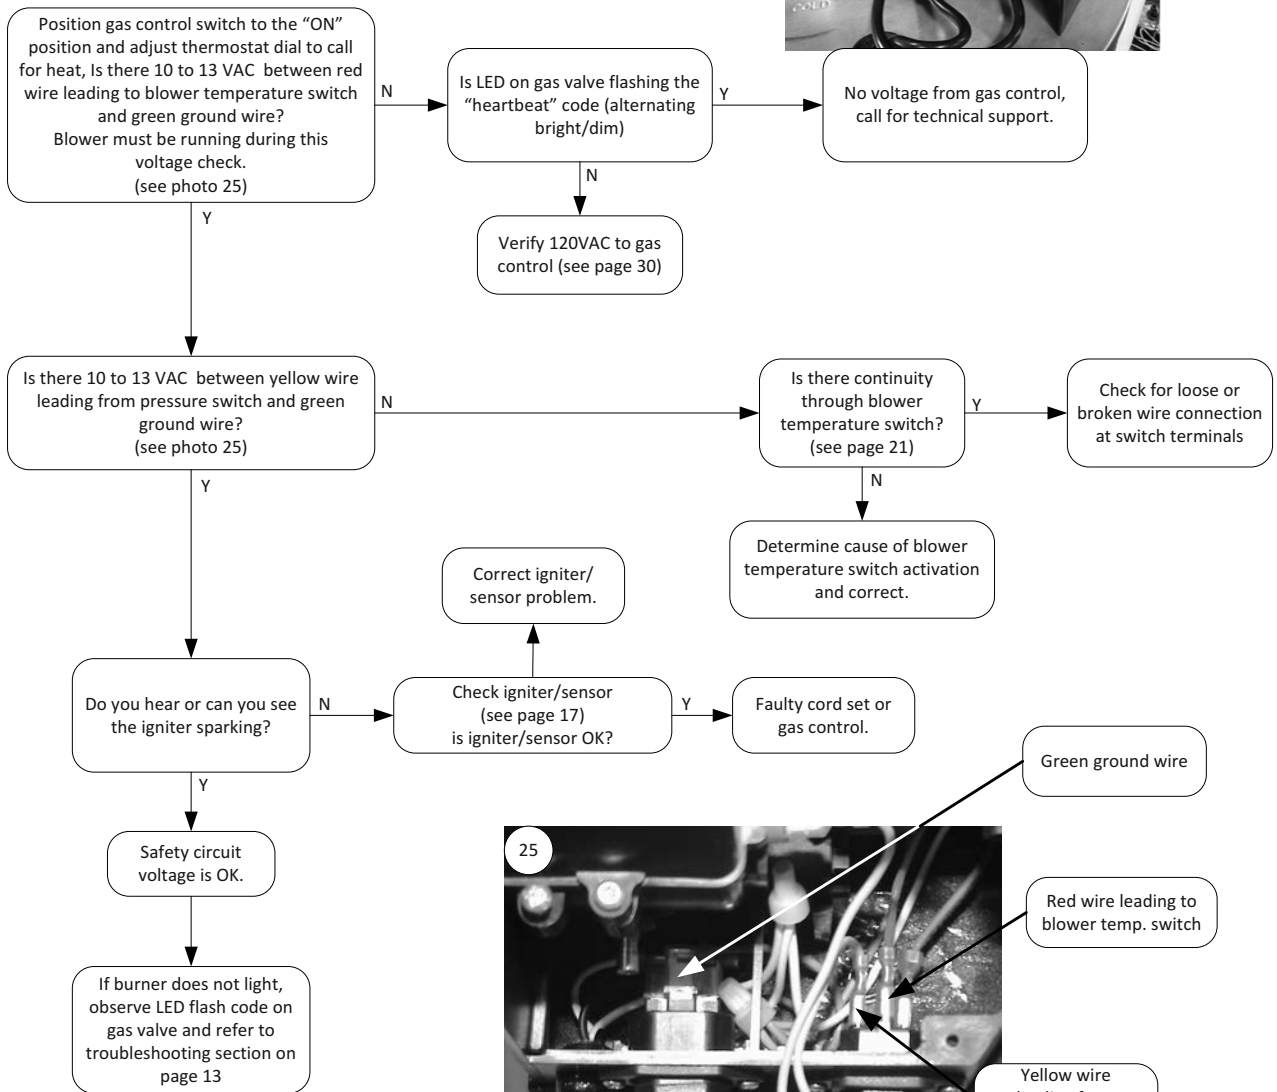 COLD
Position gas control switch to the “ON”
position and adjust thermostat dial to call
for heat, Is there 10 to 13 VAC between red
wire leading to blower temperature switch
and green ground wire?
Blower must be running during this
voltage check.
(see photo 25)
N
Is LED on gas valve flashing the
“heartbeat” code (alternating
bright/dim)
Y
No voltage from gas control,
call for technical support.
N
Verify 120VAC to gas
control (see page 30)
Y
Is there 10 to 13 VAC between yellow wire
leading from pressure switch and green
ground wire?
(see photo 25)
N
Is there continuity
through blower
temperature switch?
(see page 21)
Y
Check for loose or
broken wire connection
at switch terminals
N
Determine cause of blower
temperature switch activation
and correct.
Y
Correct igniter/
sensor problem.
Do you hear or can you see
the igniter sparking?
N
Check igniter/sensor
(see page 17)
is igniter/sensor OK?
Y
Faulty cord set or
gas control.
Y
Safety circuit
voltage is OK.
If burner does not light,
observe LED flash code on
gas valve and refer to
troubleshooting section on
page 13
25
Green ground wire
Red wire leading to
blower temp. switch
Yellow wire